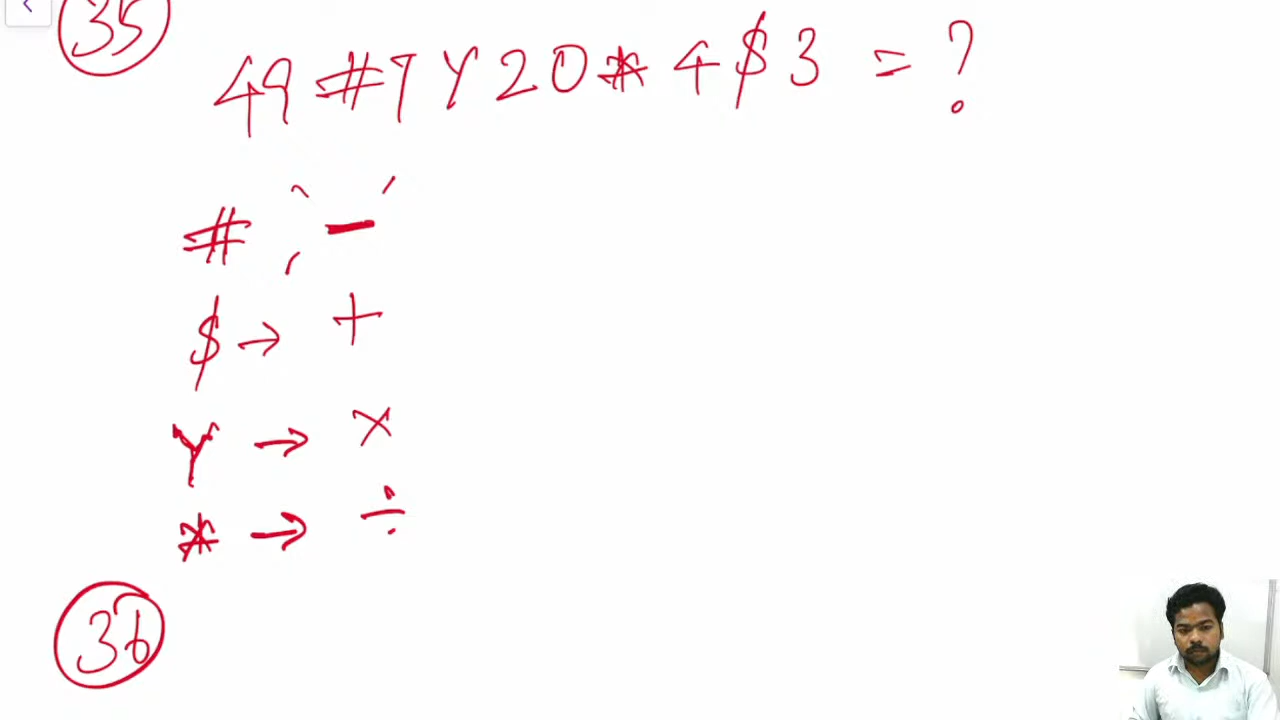 35
49 # 7 Y 20 * 4 $ 3 = ?
# -
$ → +
Y → ×
* → ÷
36